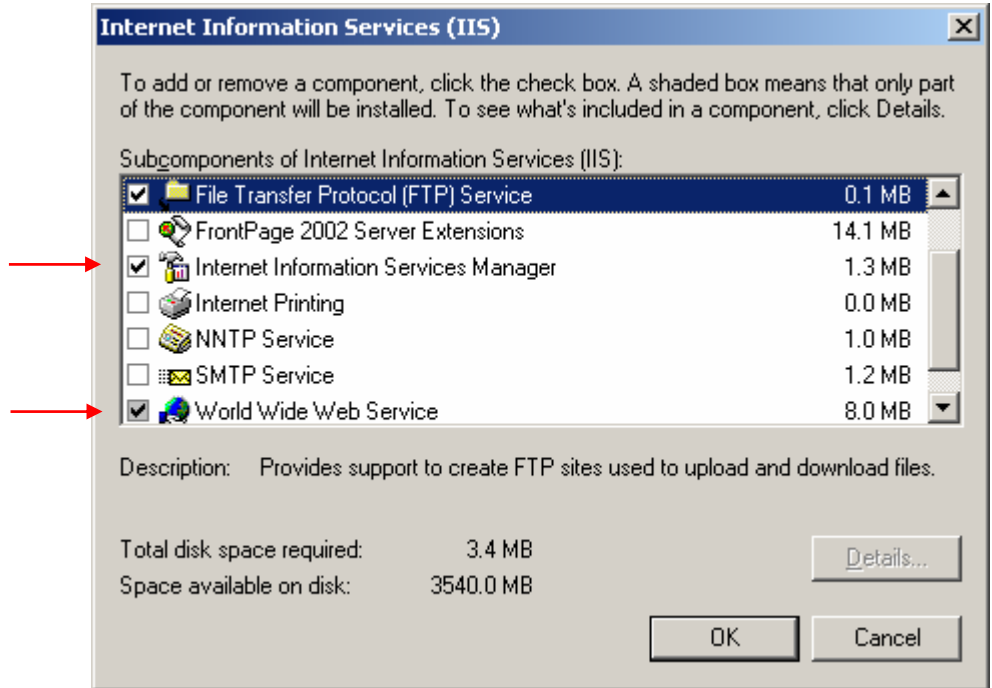 Internet Information Services (IIS)
To add or remove a component, click the check box. A shaded box means that only part
of the component will be installed. To see what's included in a component, click Details.
Subcomponents of Internet Information Services (IIS):
File Transfer Protocol (FTP) Service 0.1 MB
FrontPage 2002 Server Extensions 14.1 MB
Internet Information Services Manager 1.3 MB
Internet Printing 0.0 MB
NNTP Service 1.0 MB
SMTP Service 1.2 MB
World Wide Web Service 8.0 MB
Description: Provides support to create FTP sites used to upload and download files.
Total disk space required: 3.4 MB
Space available on disk: 3540.0 MB
Details...
OK Cancel